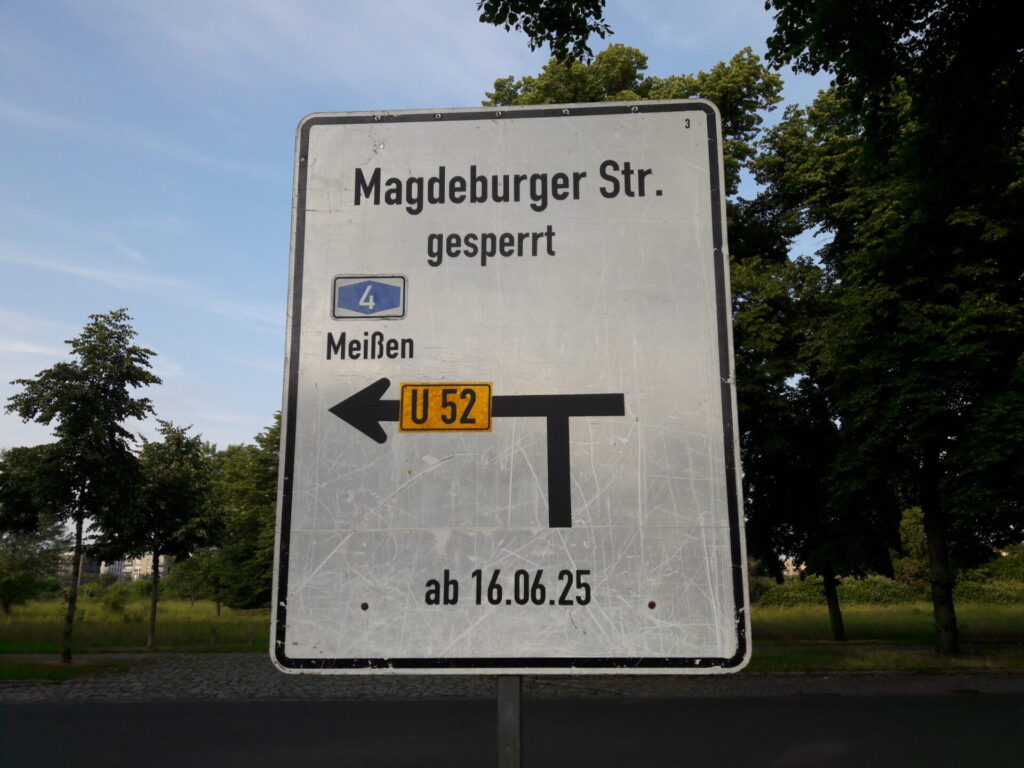 3
Magdeburger Str.
gesperrt
4
Meißen
U 52
ab 16.06.25